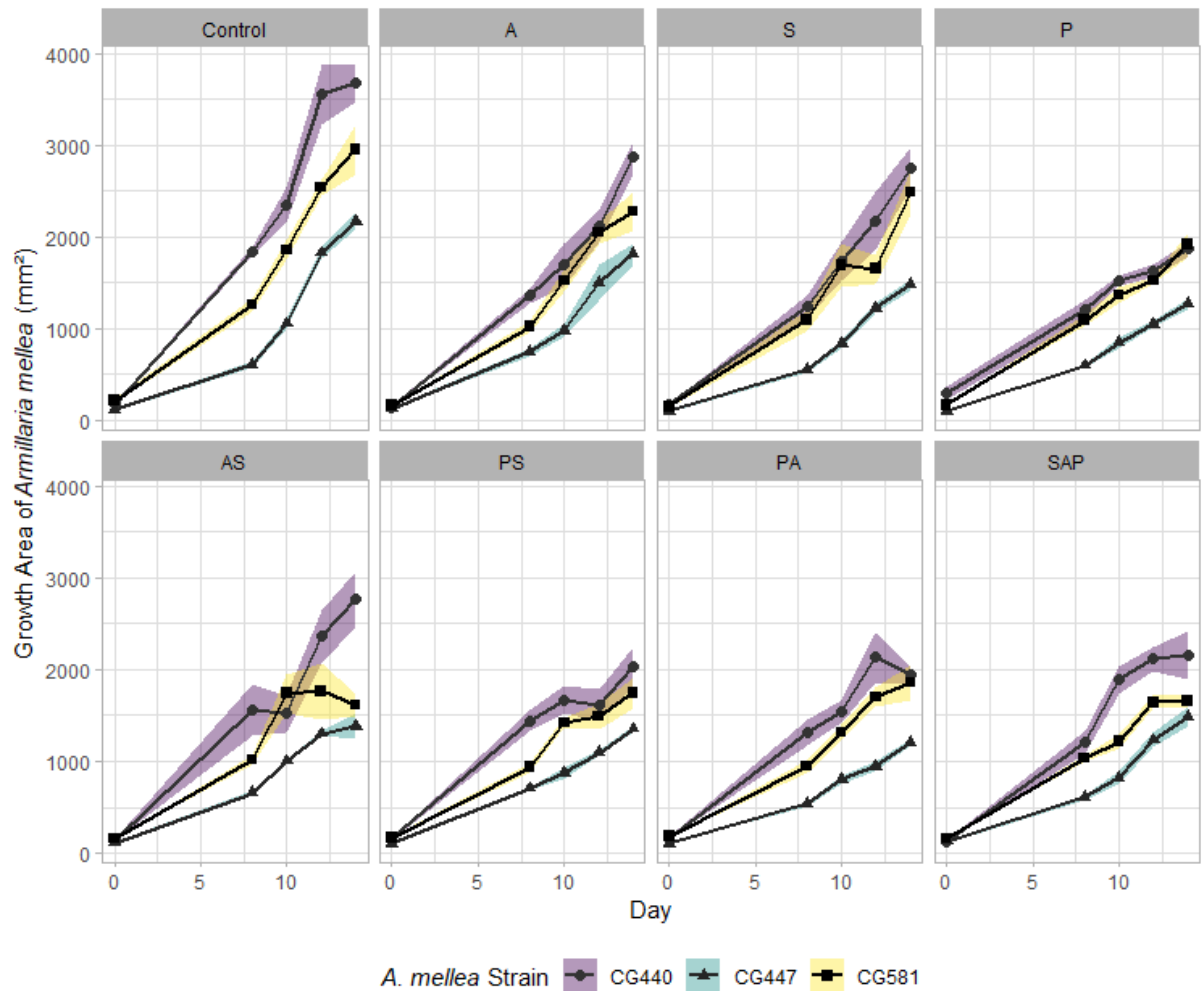 Control A S P
4000
3000
2000
1000
0
AS PS PA SAP
4000
3000
2000
1000
0
0 5 10 0 5 10 0 5 10 0 5 10
Growth Area of Armillaria mellea (mm²)
Day
A. mellea Strain CG440 CG447 CG581